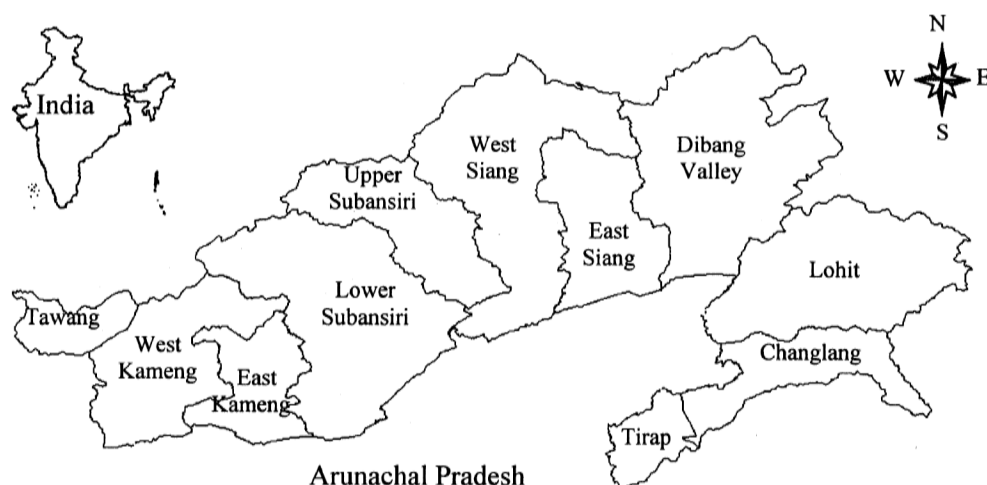 India
N
W E
S
West
Siang
Dibang
Valley
Upper
Subansiri
East
Siang
Lohit
Tawang
Lower
Subansiri
West
Kameng
East
Kameng
Changlang
Tirap
Arunachal Pradesh